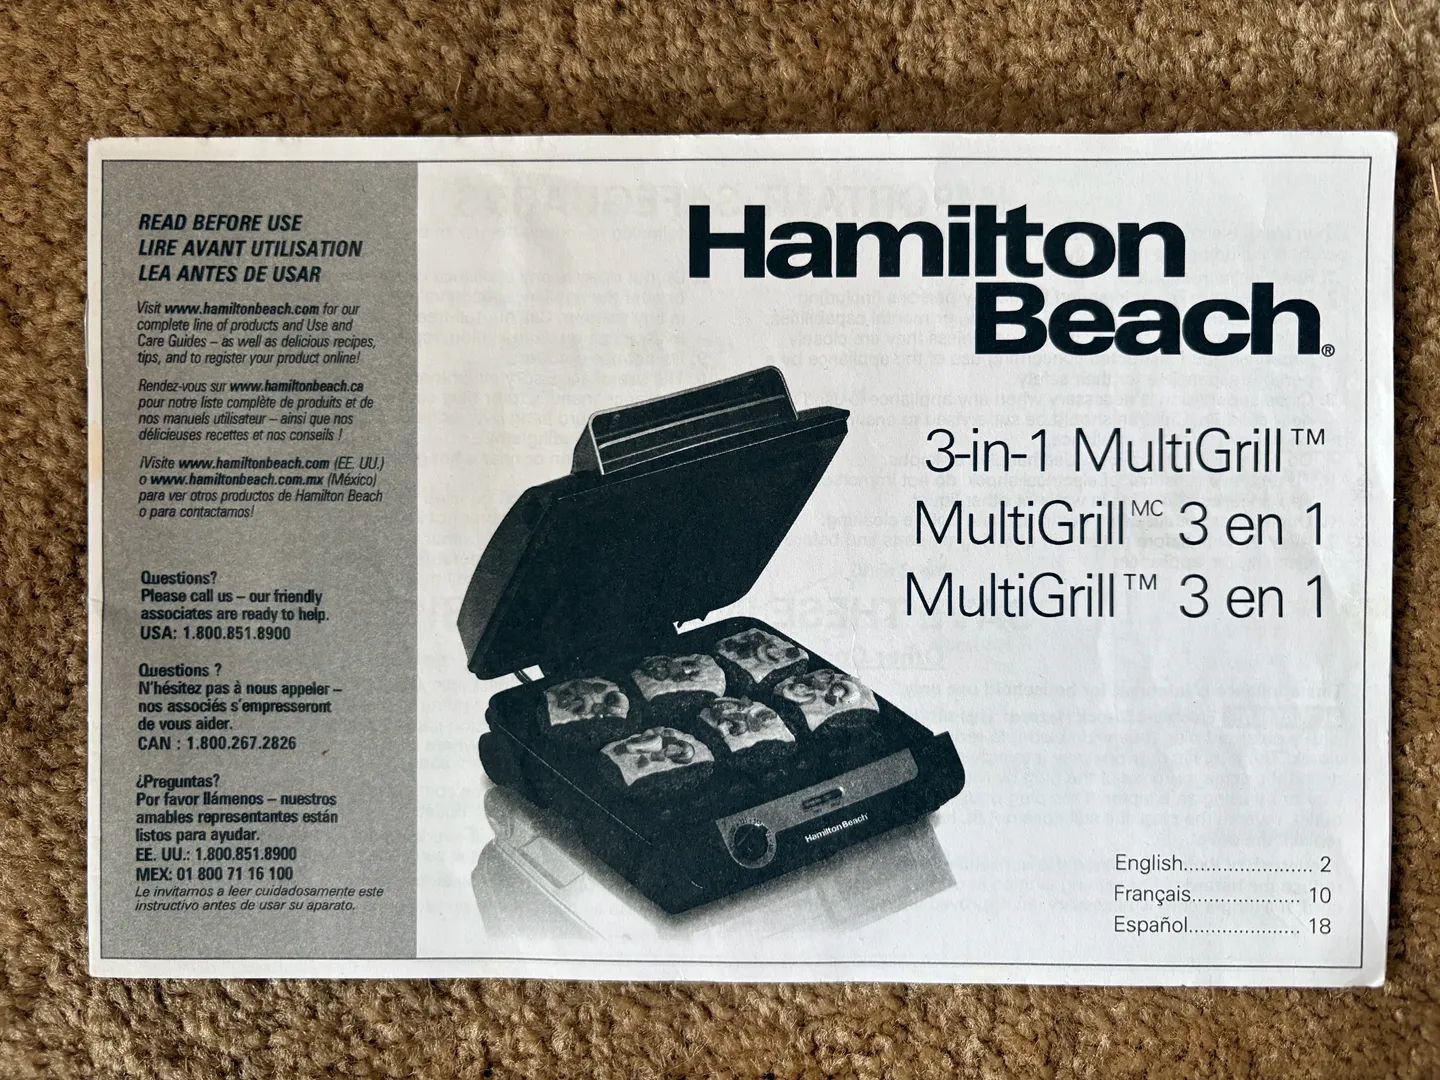 READ BEFORE USE
LIRE AVANT UTILISATION
LEA ANTES DE USAR
Visit www.hamiltonbeach.com for our
complete line of products and Use and
Care Guides – as well as delicious recipes,
tips, and to register your product online!
Rendez-vous sur www.hamiltonbeach.ca
pour notre liste complète de produits et de
nos manuels utilisateur – ainsi que nos
délicieuses recettes et nos conseils !
¡Visite www.hamiltonbeach.com (EE. UU.)
o www.hamiltonbeach.com.mx (México)
para ver otros productos de Hamilton Beach
o para contactarnos!
Questions?
Please call us – our friendly
associates are ready to help.
USA: 1.800.851.8900
Questions ?
N'hésitez pas à nous appeler –
nos associés s'empresseront
de vous aider.
CAN : 1.800.267.2826
¿Preguntas?
Por favor llámenos – nuestros
amables representantes están
listos para ayudar.
EE. UU.: 1.800.851.8900
MEX: 01 800 71 16 100
Le invitamos a leer cuidadosamente este
instructivo antes de usar su aparato.
Hamilton
Beach®
3-in-1 MultiGrill™
MultiGrill MC 3 en 1
MultiGrill™ 3 en 1
Hamilton Beach
English...................... 2
Français................... 10
Español.................... 18